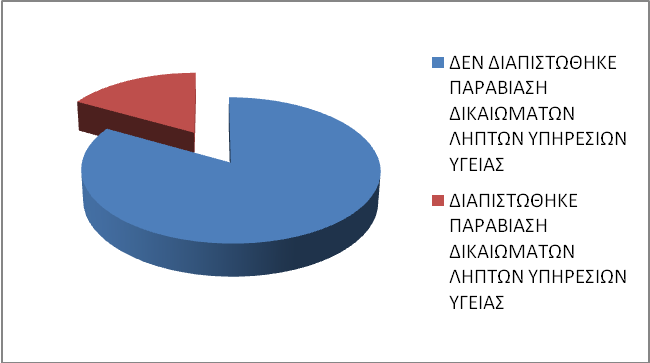 ΔΕΝ ΔΙΑΠΙΣΤΩΘΗΚΕ
ΠΑΡΑΒΙΑΣΗ
ΔΙΚΑΙΩΜΑΤΩΝ
ΛΗΠΤΩΝ ΥΠΗΡΕΣΙΩΝ
ΥΓΕΙΑΣ
ΔΙΑΠΙΣΤΩΘΗΚΕ
ΠΑΡΑΒΙΑΣΗ
ΔΙΚΑΙΩΜΑΤΩΝ
ΛΗΠΤΩΝ ΥΠΗΡΕΣΙΩΝ
ΥΓΕΙΑΣ